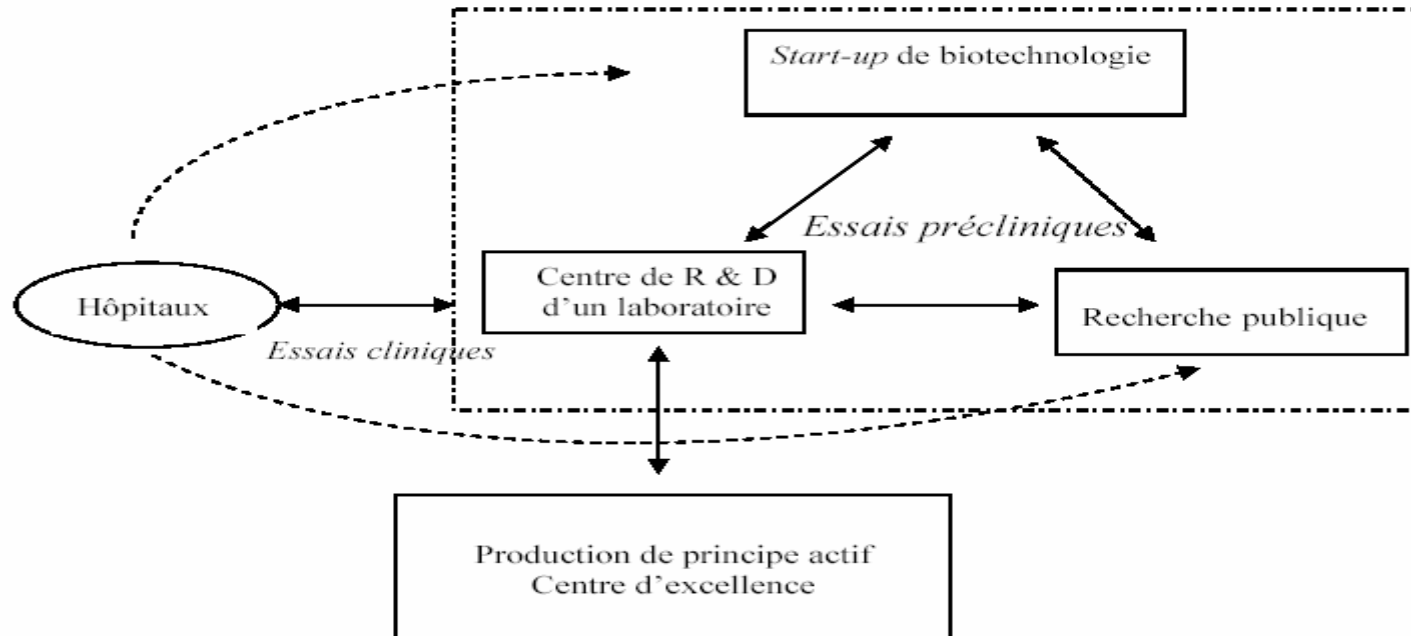 Start-up de biotechnologie
Essais précliniques
Centre de R & D
d'un laboratoire
Hôpitaux
Recherche publique
Essais cliniques
Production de principe actif
Centre d'excellence